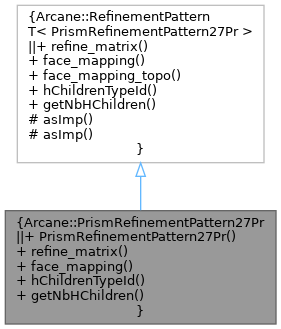 {Arcane::RefinementPattern
T< PrismRefinementPattern27Pr >
||+ refine_matrix()
+ face_mapping()
+ face_mapping_topo()
+ hChildrenTypeId()
+ getNbHChildren()
# asImp()
# asImp()
}
{Arcane::PrismRefinementPattern27Pr
||+ PrismRefinementPattern27Pr()
+ refine_matrix()
+ face_mapping()
+ hChildrenTypeId()
+ getNbHChildren()
}